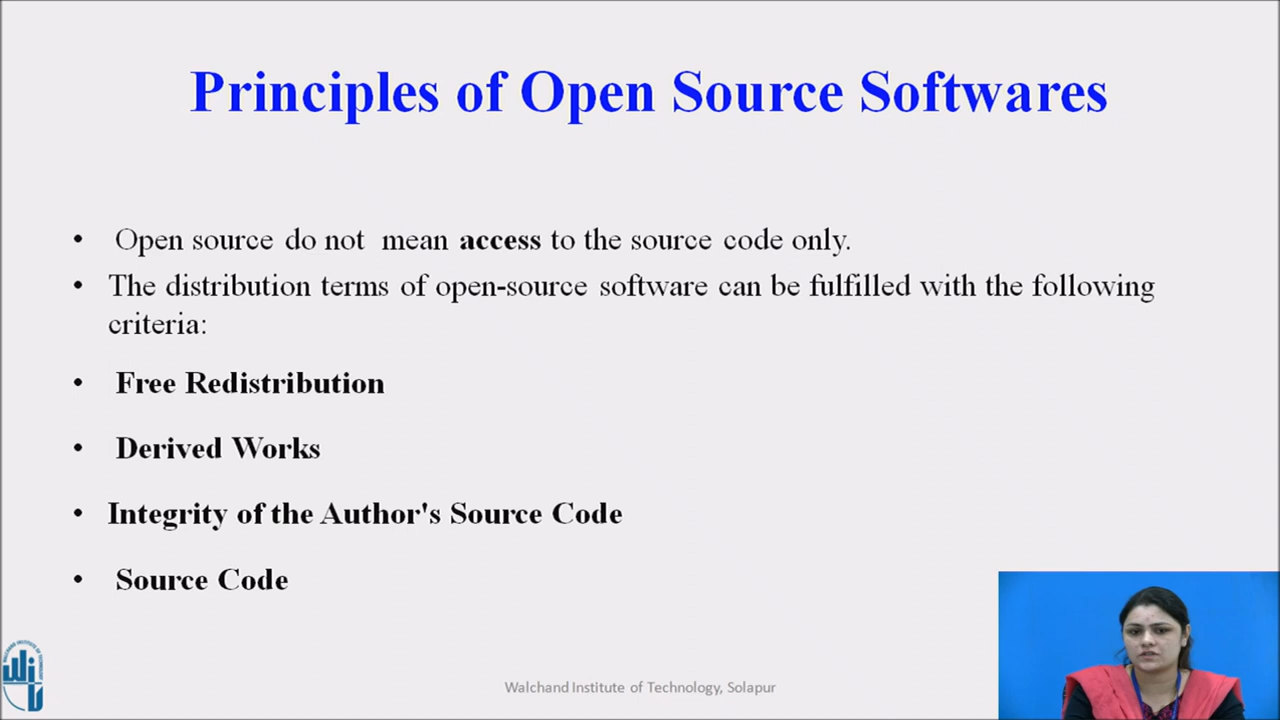 Principles of Open Source Softwares
• Open source do not mean access to the source code only.
• The distribution terms of open-source software can be fulfilled with the following
criteria:
• Free Redistribution
• Derived Works
• Integrity of the Author's Source Code
• Source Code
Walchand Institute of Technology, Solapur